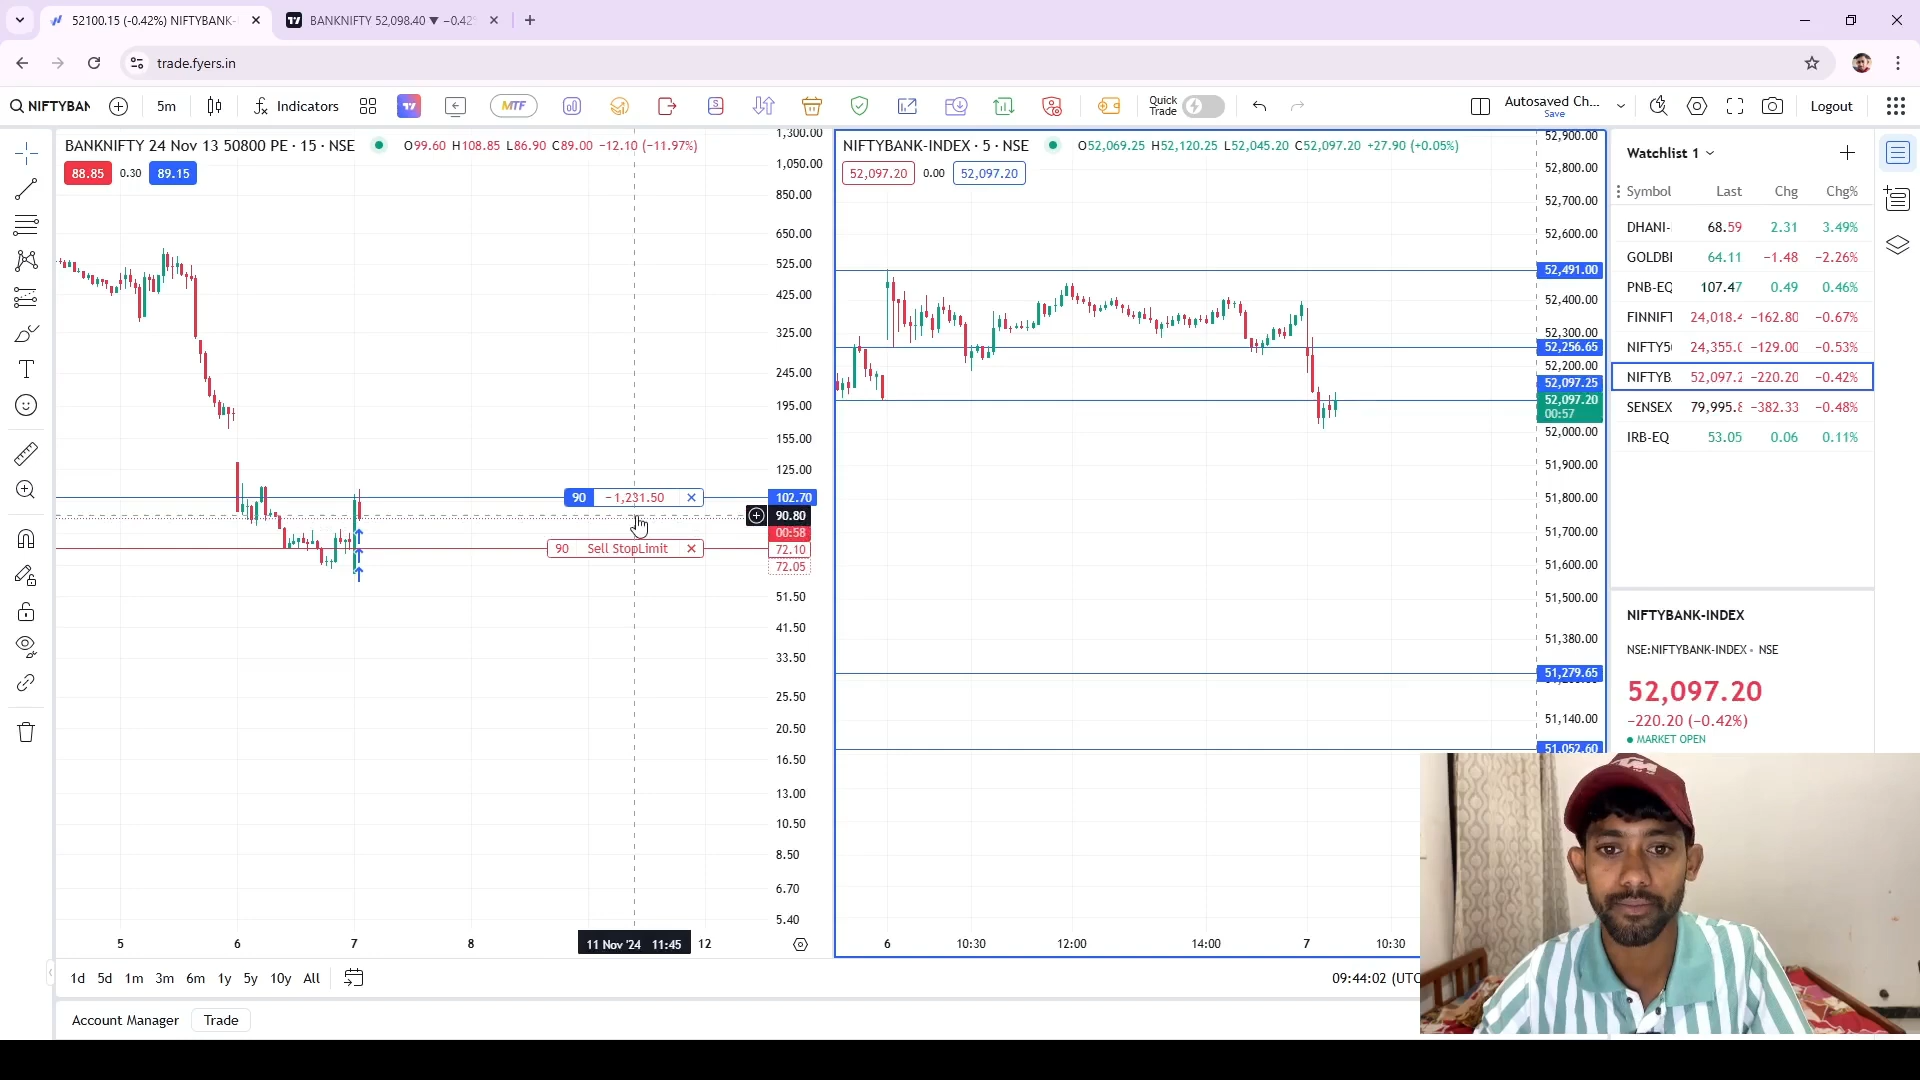 52100.15 (-0.42%) NIFTYBANK-
BANKNIFTY 52,098.40 ▼ −0.42%
trade.fyers.in
NIFTYBAN
5m
Indicators
MTF
Quick Trade
Autosaved Ch...
Save
Logout
BANKNIFTY 24 Nov 13 50800 PE · 15 · NSE
O99.60 H108.85 L86.90 C89.00 −12.10 (−11.97%)
88.85
0.30
89.15
1,300.00
1,050.00
850.00
650.00
525.00
425.00
325.00
245.00
195.00
155.00
125.00
102.70
90.80
00:58
72.10
72.05
51.50
41.50
33.50
25.50
20.50
16.50
13.00
10.50
8.50
6.70
5.40
90 −1,231.50
90 Sell StopLimit
5 6 7 8 11 Nov '24 11:45 12
NIFTYBANK-INDEX · 5 · NSE
O52,069.25 H52,120.25 L52,045.20 C52,097.20 +27.90 (+0.05%)
52,097.20
0.00
52,097.20
52,900.00
52,800.00
52,700.00
52,600.00
52,491.00
52,400.00
52,300.00
52,256.65
52,200.00
52,097.25
52,097.20
00:57
52,000.00
51,900.00
51,800.00
51,700.00
51,600.00
51,500.00
51,380.00
51,279.65
51,140.00
51,052.60
6 10:30 12:00 14:00 7 10:30
Watchlist 1
Symbol Last Chg Chg%
DHANI- 68.59 2.31 3.49%
GOLDBI 64.11 −1.48 −2.26%
PNB-EQ 107.47 0.49 0.46%
FINNIFT 24,018.4 −162.80 −0.67%
NIFTY50 24,355.0 −129.00 −0.53%
NIFTYB 52,097.2 −220.20 −0.42%
SENSEX 79,995.8 −382.33 −0.48%
IRB-EQ 53.05 0.06 0.11%
NIFTYBANK-INDEX
NSE:NIFTYBANK-INDEX • NSE
52,097.20
−220.20 (−0.42%)
MARKET OPEN
1d 5d 1m 3m 6m 1y 5y 10y All
09:44:02 (UTC
Account Manager
Trade